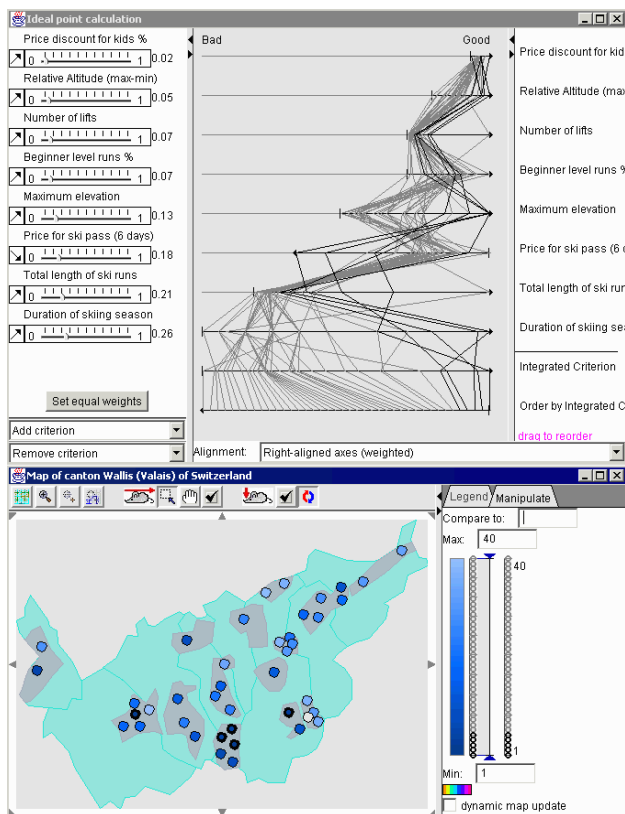 Ideal point calculation
Price discount for kids %
0 1 0.02
Relative Altitude (max-min)
0 1 0.05
Number of lifts
0 1 0.07
Beginner level runs %
0 1 0.07
Maximum elevation
0 1 0.13
Price for ski pass (6 days)
0 1 0.18
Total length of ski runs
0 1 0.21
Duration of skiing season
0 1 0.26
Set equal weights
Add criterion
Remove criterion
Bad Good
Price discount for kid
Relative Altitude (max
Number of lifts
Beginner level runs %
Maximum elevation
Price for ski pass (6 d
Total length of ski run
Duration of skiing sea
Integrated Criterion
Order by Integrated C
drag to reorder
Alignment: Right-aligned axes (weighted)
Map of canton Wallis (Valais) of Switzerland
Legend Manipulate
Compare to:
Max: 40
40
1
Min: 1
dynamic map update